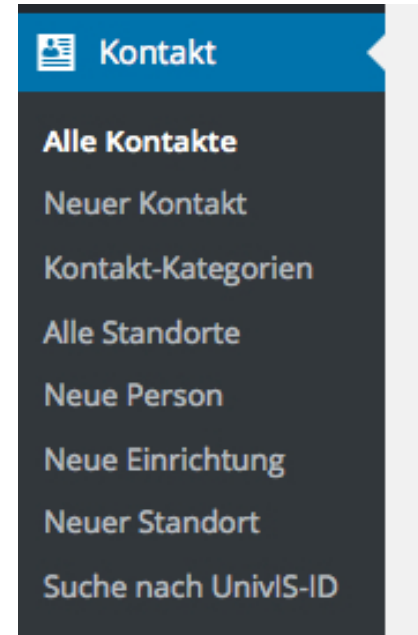 Kontakt
Alle Kontakte
Neuer Kontakt
Kontakt-Kategorien
Alle Standorte
Neue Person
Neue Einrichtung
Neuer Standort
Suche nach UnivIS-ID